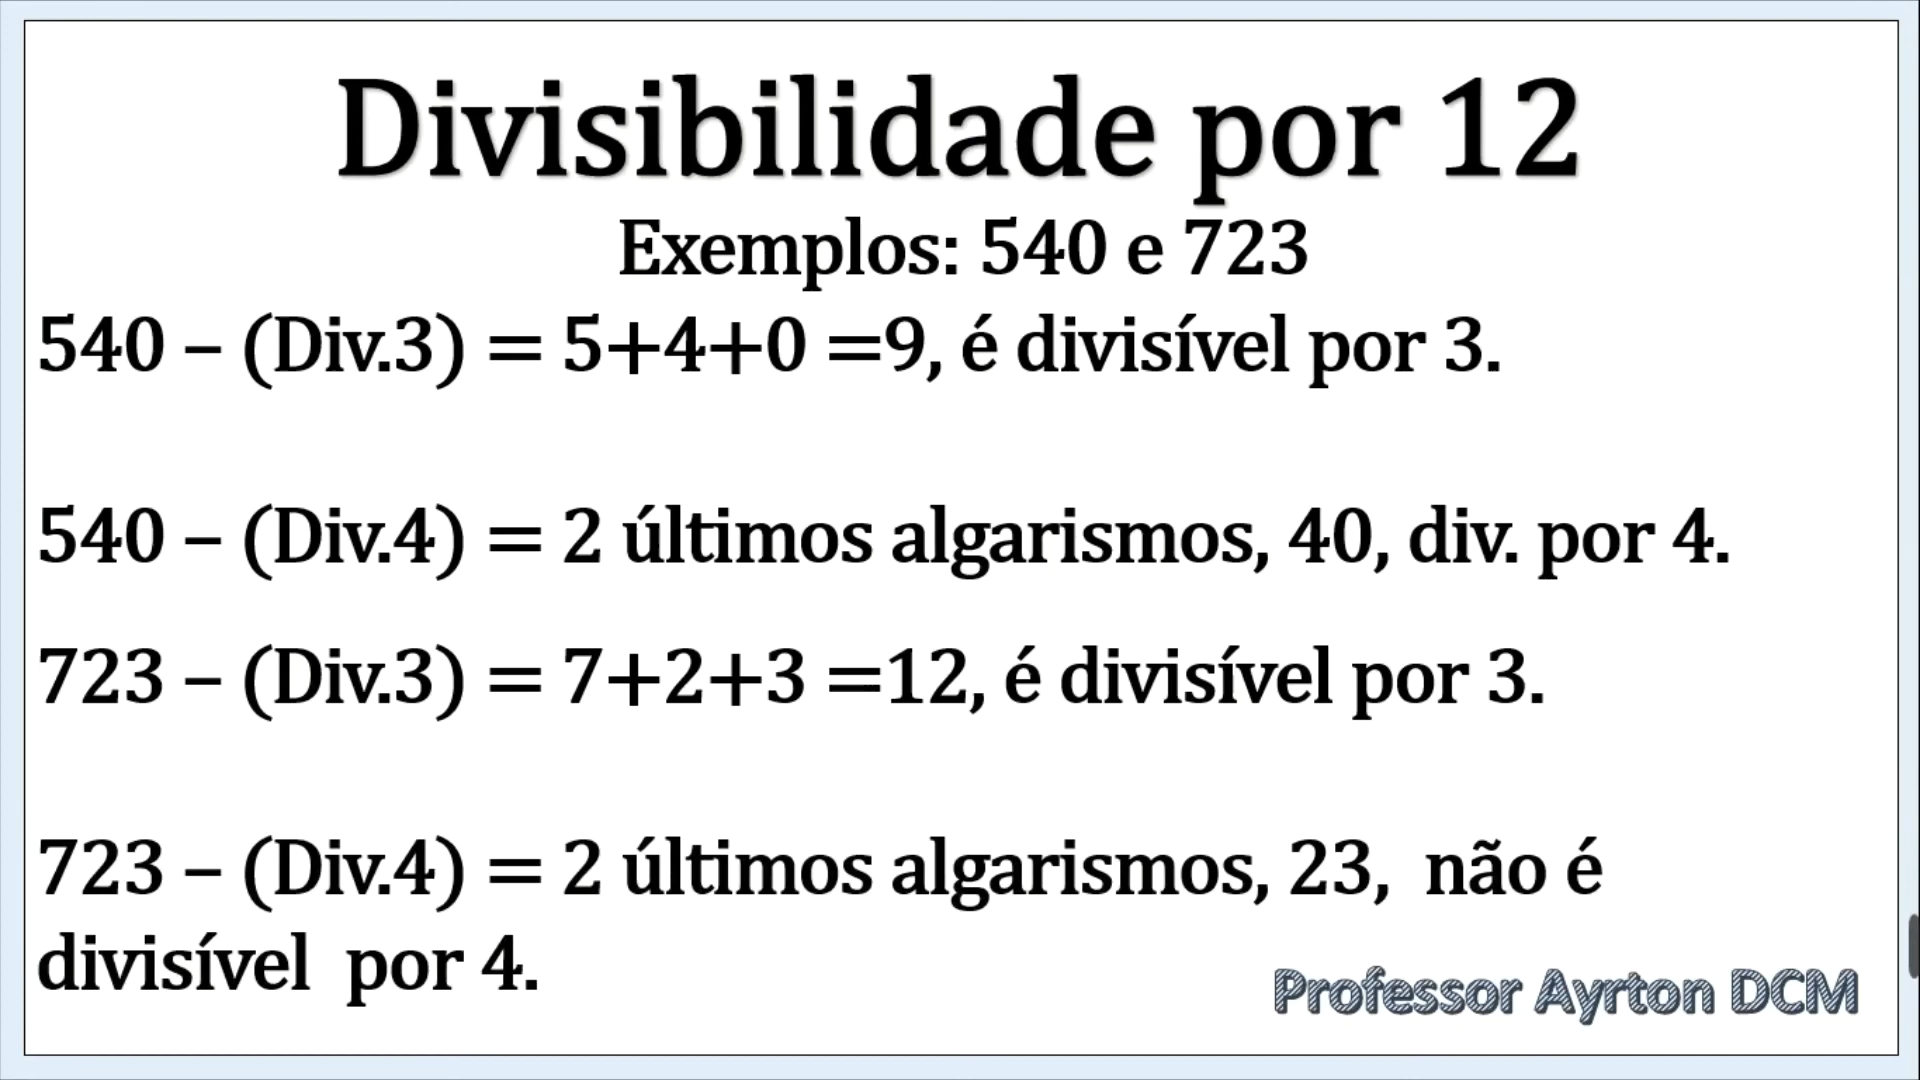 Divisibilidade por 12
Exemplos: 540 e 723
540 – (Div.3) = 5+4+0 =9, é divisível por 3.
540 – (Div.4) = 2 últimos algarismos, 40, div. por 4.
723 – (Div.3) = 7+2+3 =12, é divisível por 3.
723 – (Div.4) = 2 últimos algarismos, 23,  não é
divisível  por 4.
Professor Ayrton DCM